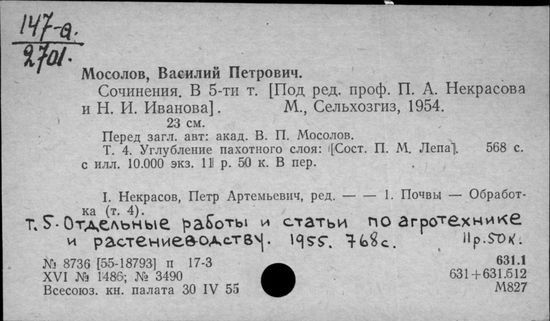 147-а.
2701.
Мосолов, Василий Петрович.
Сочинения. В 5-ти т. [Под ред. проф. П. А. Некрасова
и Н. И. Иванова]. М., Сельхозгиз, 1954.
23 см.
Перед загл. авт: акад. В. П. Мосолов.
Т. 4. Углубление пахотного слоя: [Сост. П. М. Лепа]. 568 с.
с илл. 10.000 экз. 11 р. 50 к. В пер.
I. Некрасов, Петр Артемьевич, ред. — — 1. Почвы — Обработ-
ка (т. 4).
т. 5. Отдельные работы и статьи по агротехнике
и растениеводству. 1955. 768с. 11р.50к.
№ 8736 [55-18793] п 17-3 631.1
XVI № 1486; № 3490 631+631.512
Всесоюз. кн. палата 30 IV 55 М827